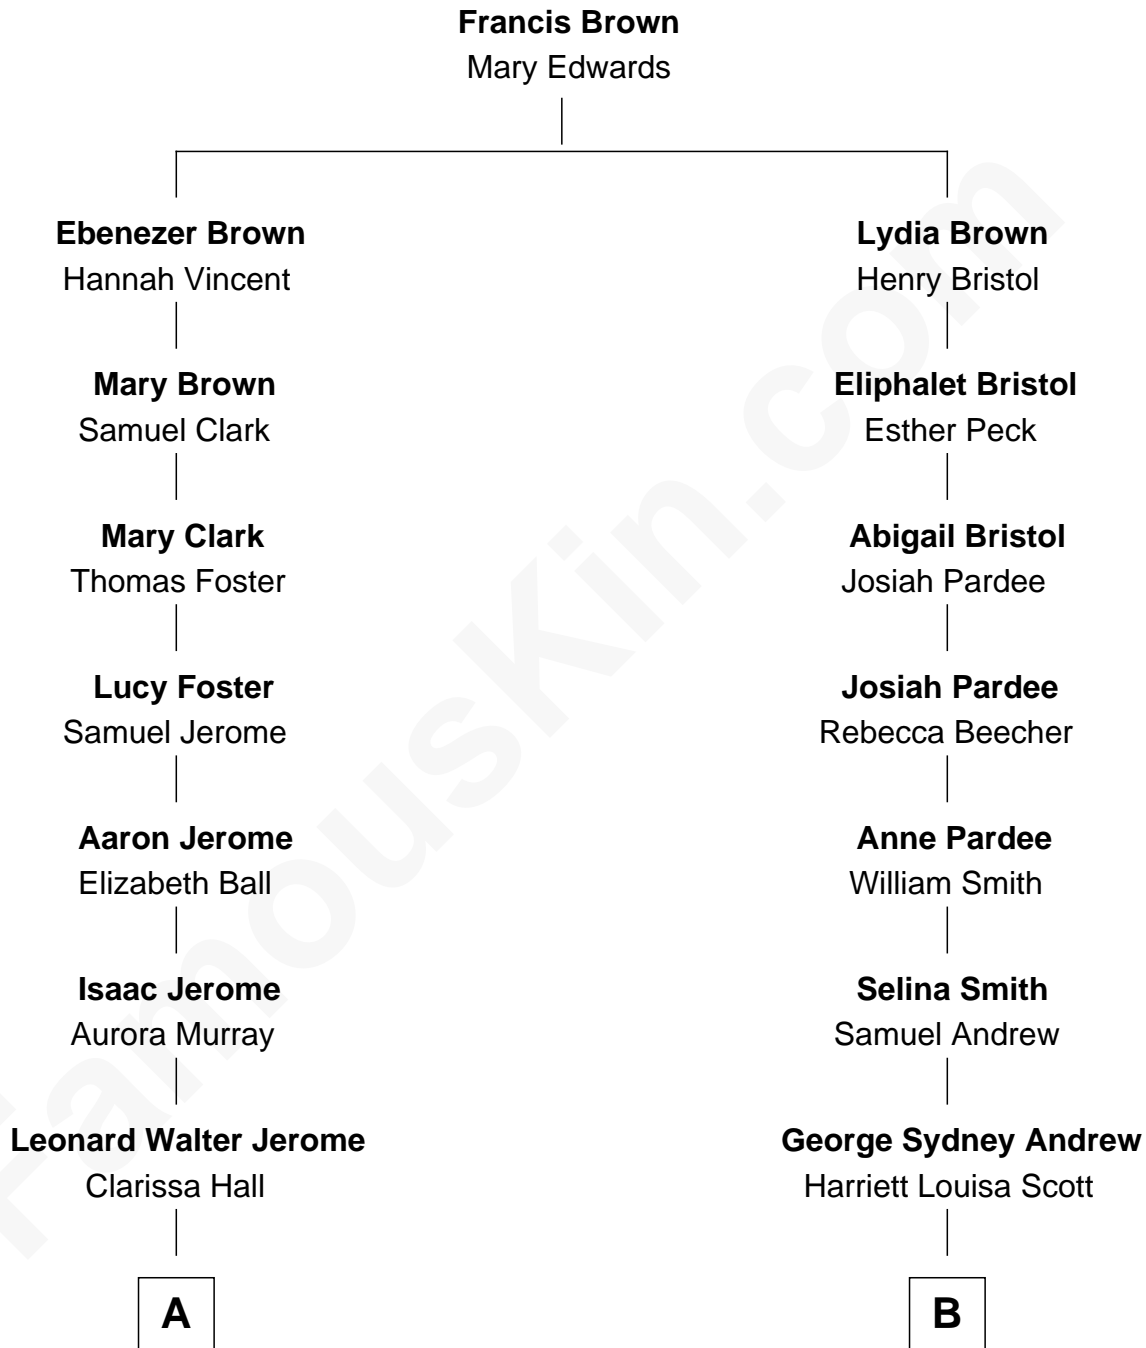 Francis Brown
Mary Edwards
Ebenezer Brown
Hannah Vincent
Lydia Brown
Henry Bristol
Mary Brown
Samuel Clark
Eliphalet Bristol
Esther Peck
Mary Clark
Thomas Foster
Abigail Bristol
Josiah Pardee
Lucy Foster
Samuel Jerome
Josiah Pardee
Rebecca Beecher
Aaron Jerome
Elizabeth Ball
Anne Pardee
William Smith
Isaac Jerome
Aurora Murray
Selina Smith
Samuel Andrew
Leonard Walter Jerome
Clarissa Hall
George Sydney Andrew
Harriett Louisa Scott
A
B
FamousKin.com